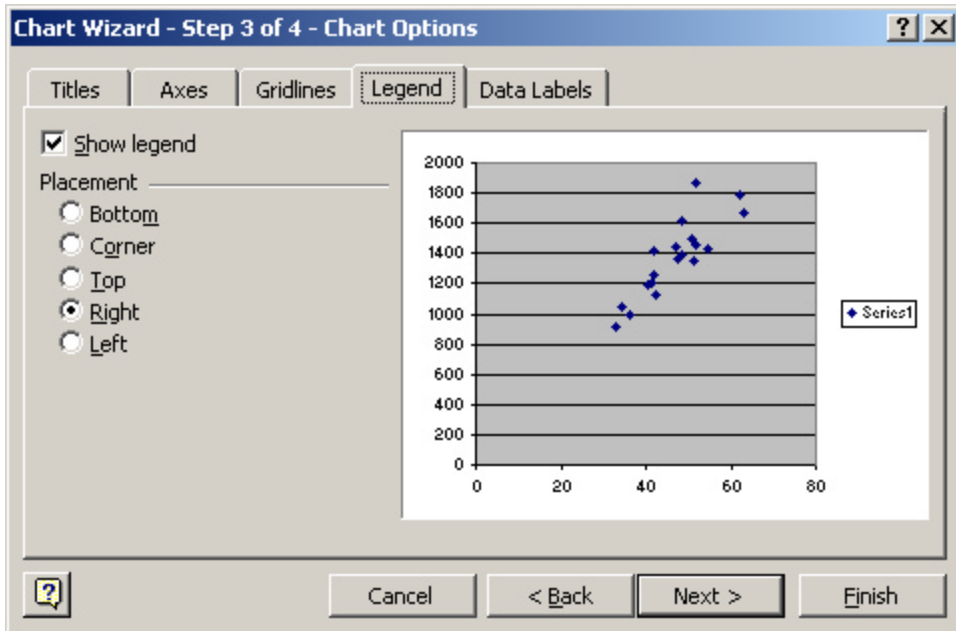 Chart Wizard - Step 3 of 4 - Chart Options
? X
Titles Axes Gridlines Legend Data Labels
Show legend
Placement
Bottom
Corner
Top
Right
Left
2000
1800
1600
1400
1200
1000
800
600
400
200
0
0 20 40 60 80
Series1
? Cancel < Back Next > Finish